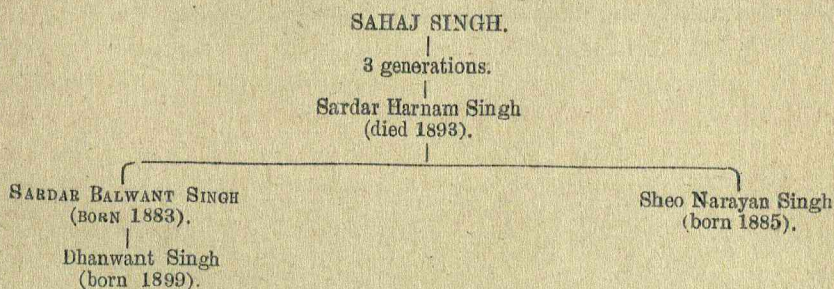 SAHAJ SINGH.
3 generations.
Sardar Harnam Singh
(died 1893).
SARDAR BALWANT SINGH
(BORN 1883).
Sheo Narayan Singh
(born 1885).
Dhanwant Singh
(born 1899).